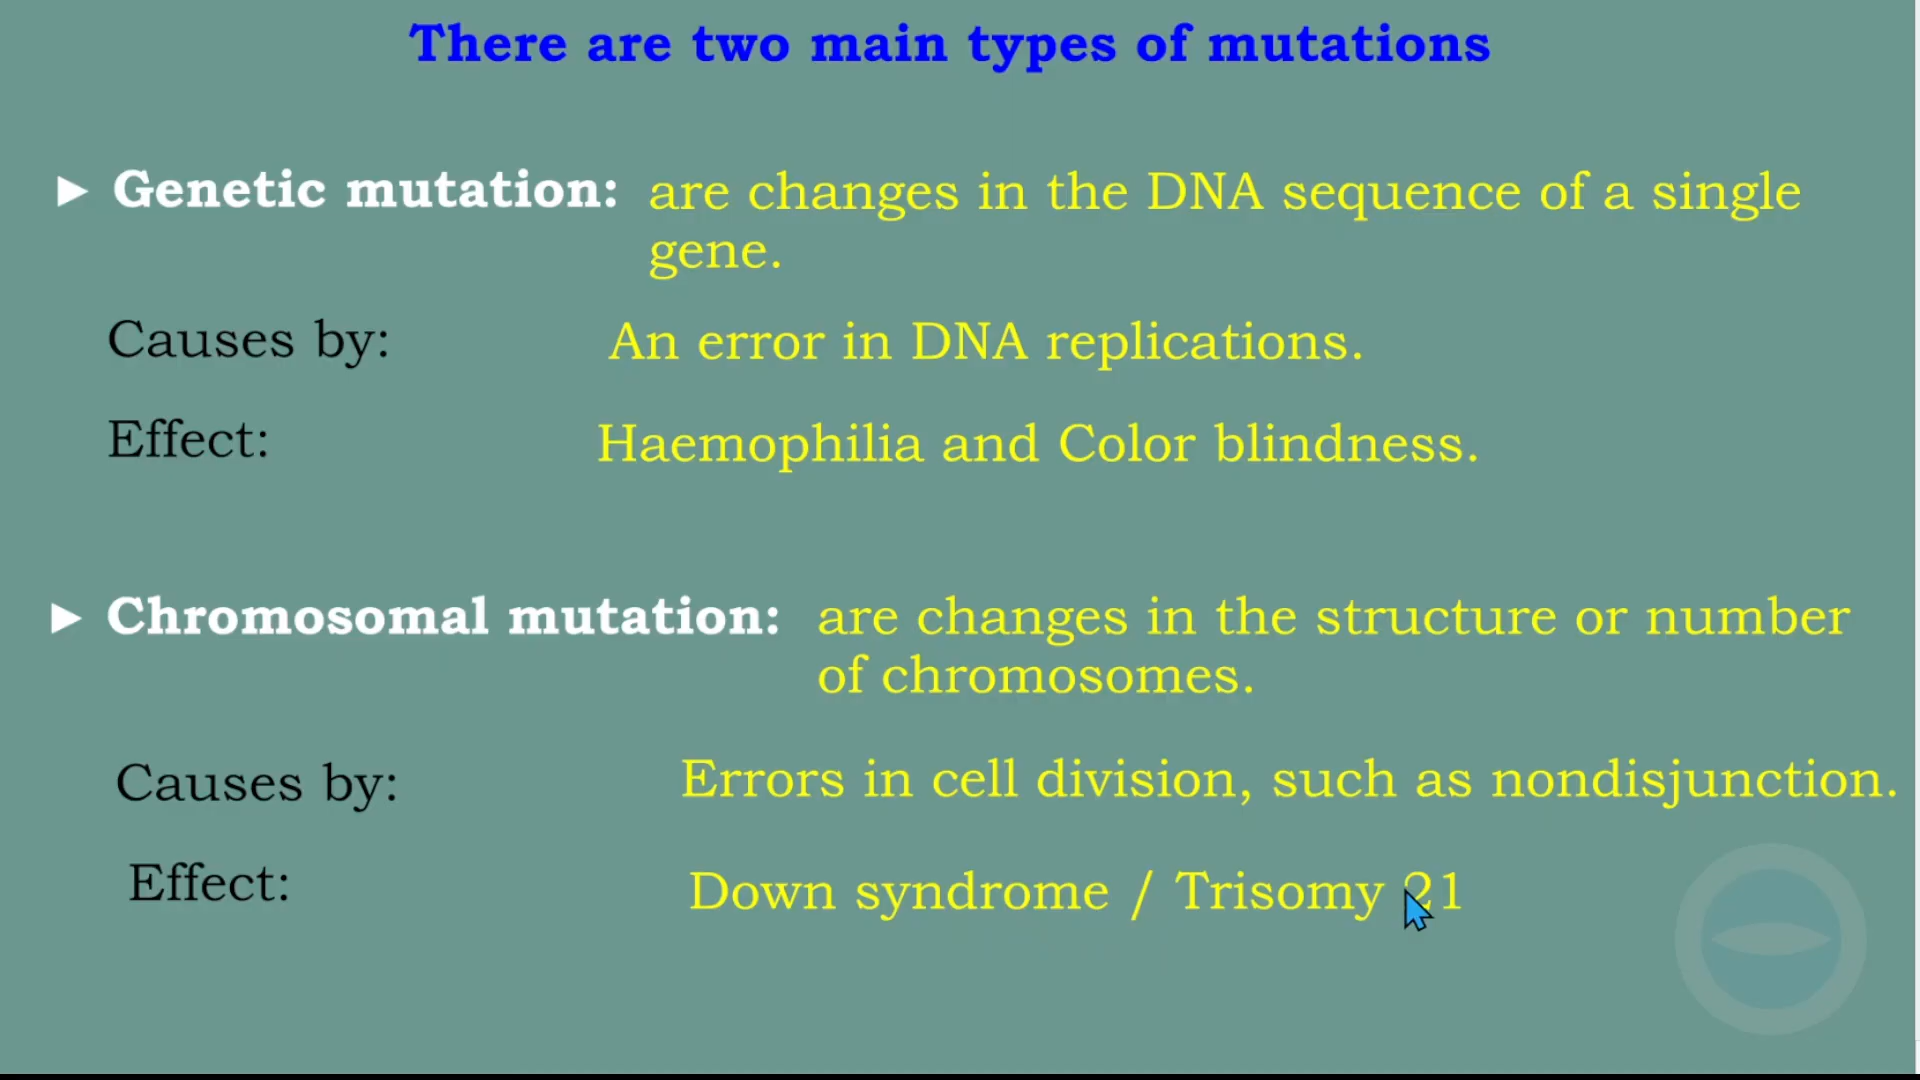 There are two main types of mutations
► Genetic mutation: are changes in the DNA sequence of a single
gene.
Causes by: An error in DNA replications.
Effect: Haemophilia and Color blindness.
► Chromosomal mutation: are changes in the structure or number
of chromosomes.
Causes by: Errors in cell division, such as nondisjunction.
Effect: Down syndrome / Trisomy 21